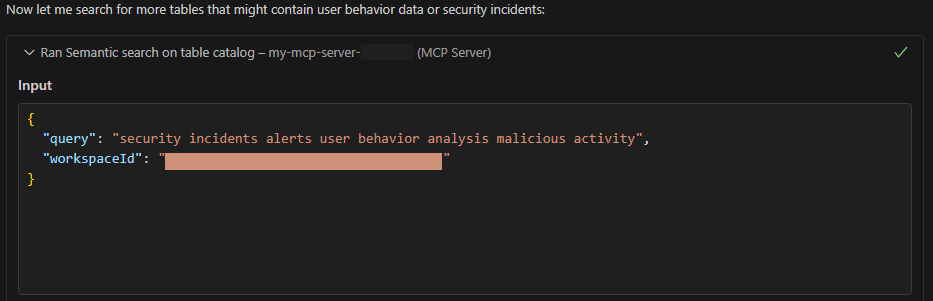 Now let me search for more tables that might contain user behavior data or security incidents:
Ran Semantic search on table catalog – my-mcp-server- (MCP Server)
Input
{
"query": "security incidents alerts user behavior analysis malicious activity",
"workspaceId": " "
}